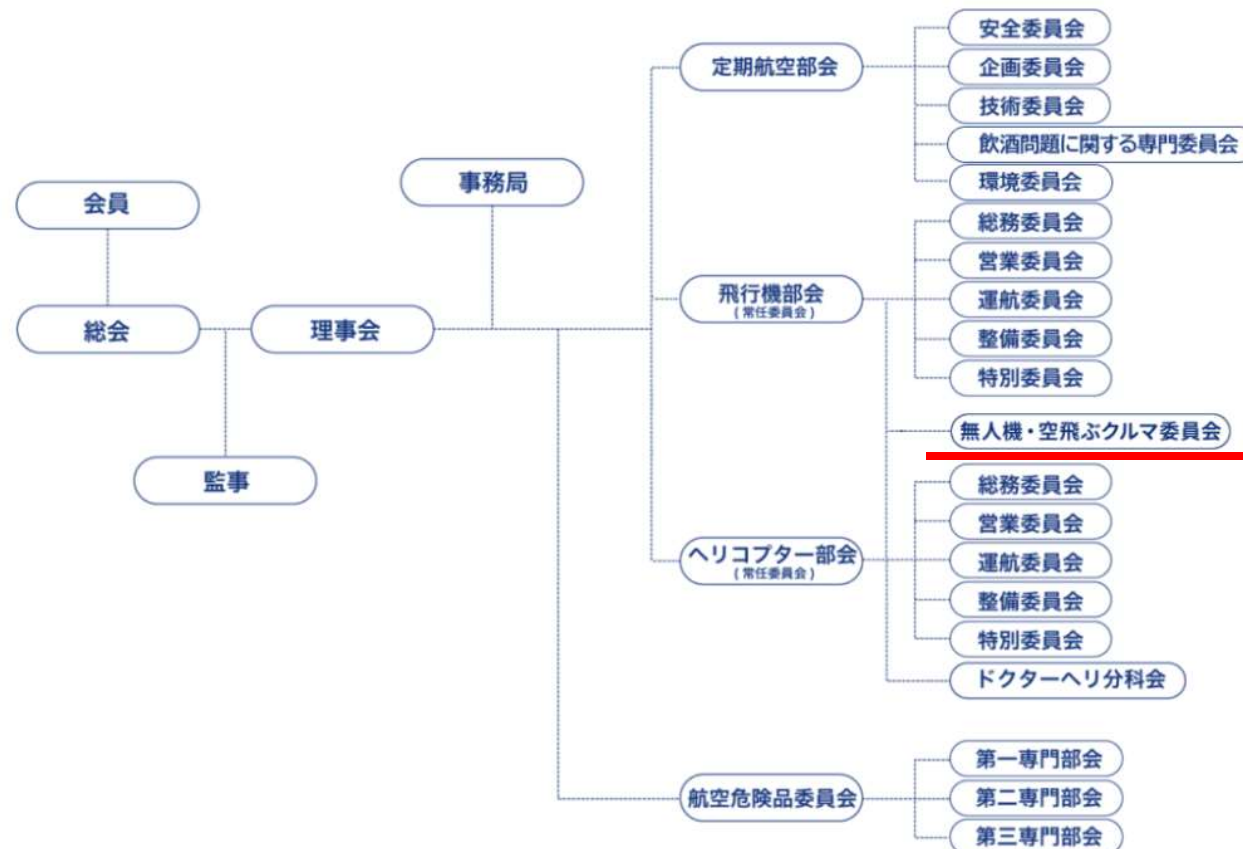 会員
総会
監事
理事会
事務局
定期航空部会
安全委員会
企画委員会
技術委員会
飲酒問題に関する専門委員会
環境委員会
飛行機部会
(常任委員会)
総務委員会
営業委員会
運航委員会
整備委員会
特別委員会
無人機・空飛ぶクルマ委員会
ヘリコプター部会
(常任委員会)
総務委員会
営業委員会
運航委員会
整備委員会
特別委員会
ドクターヘリ分科会
航空危険品委員会
第一専門部会
第二専門部会
第三専門部会